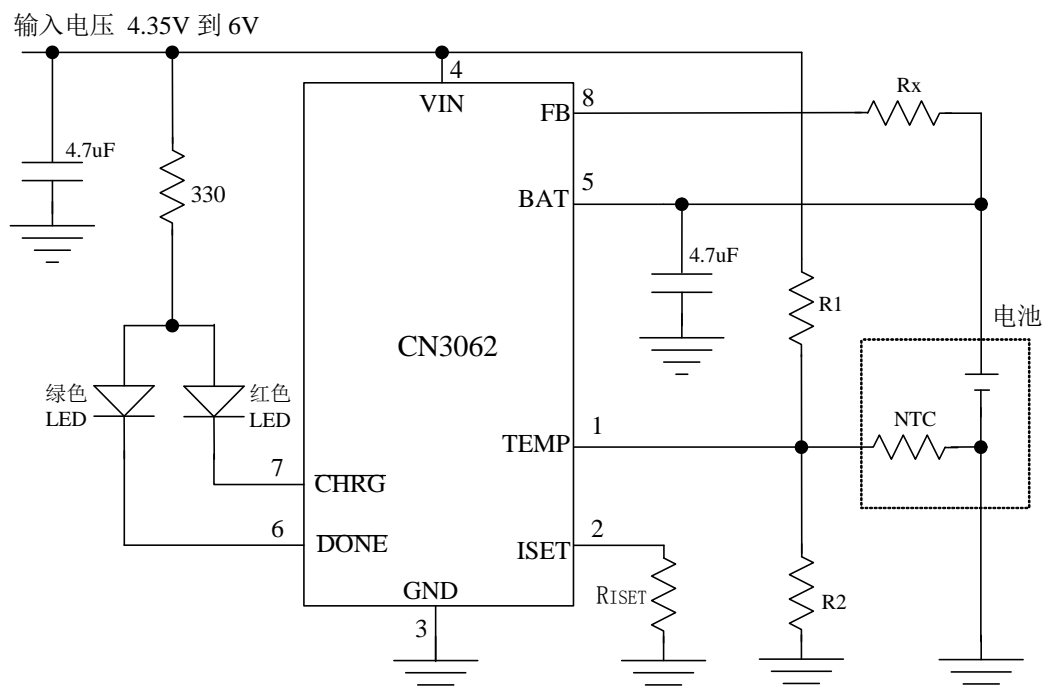 输入电压 4.35V 到 6V
4
VIN
8
FB
Rx
4.7uF
330
5
BAT
4.7uF
R1
CN3062
电池
绿色
LED
红色
LED
NTC
1
TEMP
7
CHRG
6
DONE
2
ISET
RISET
GND
3
R2